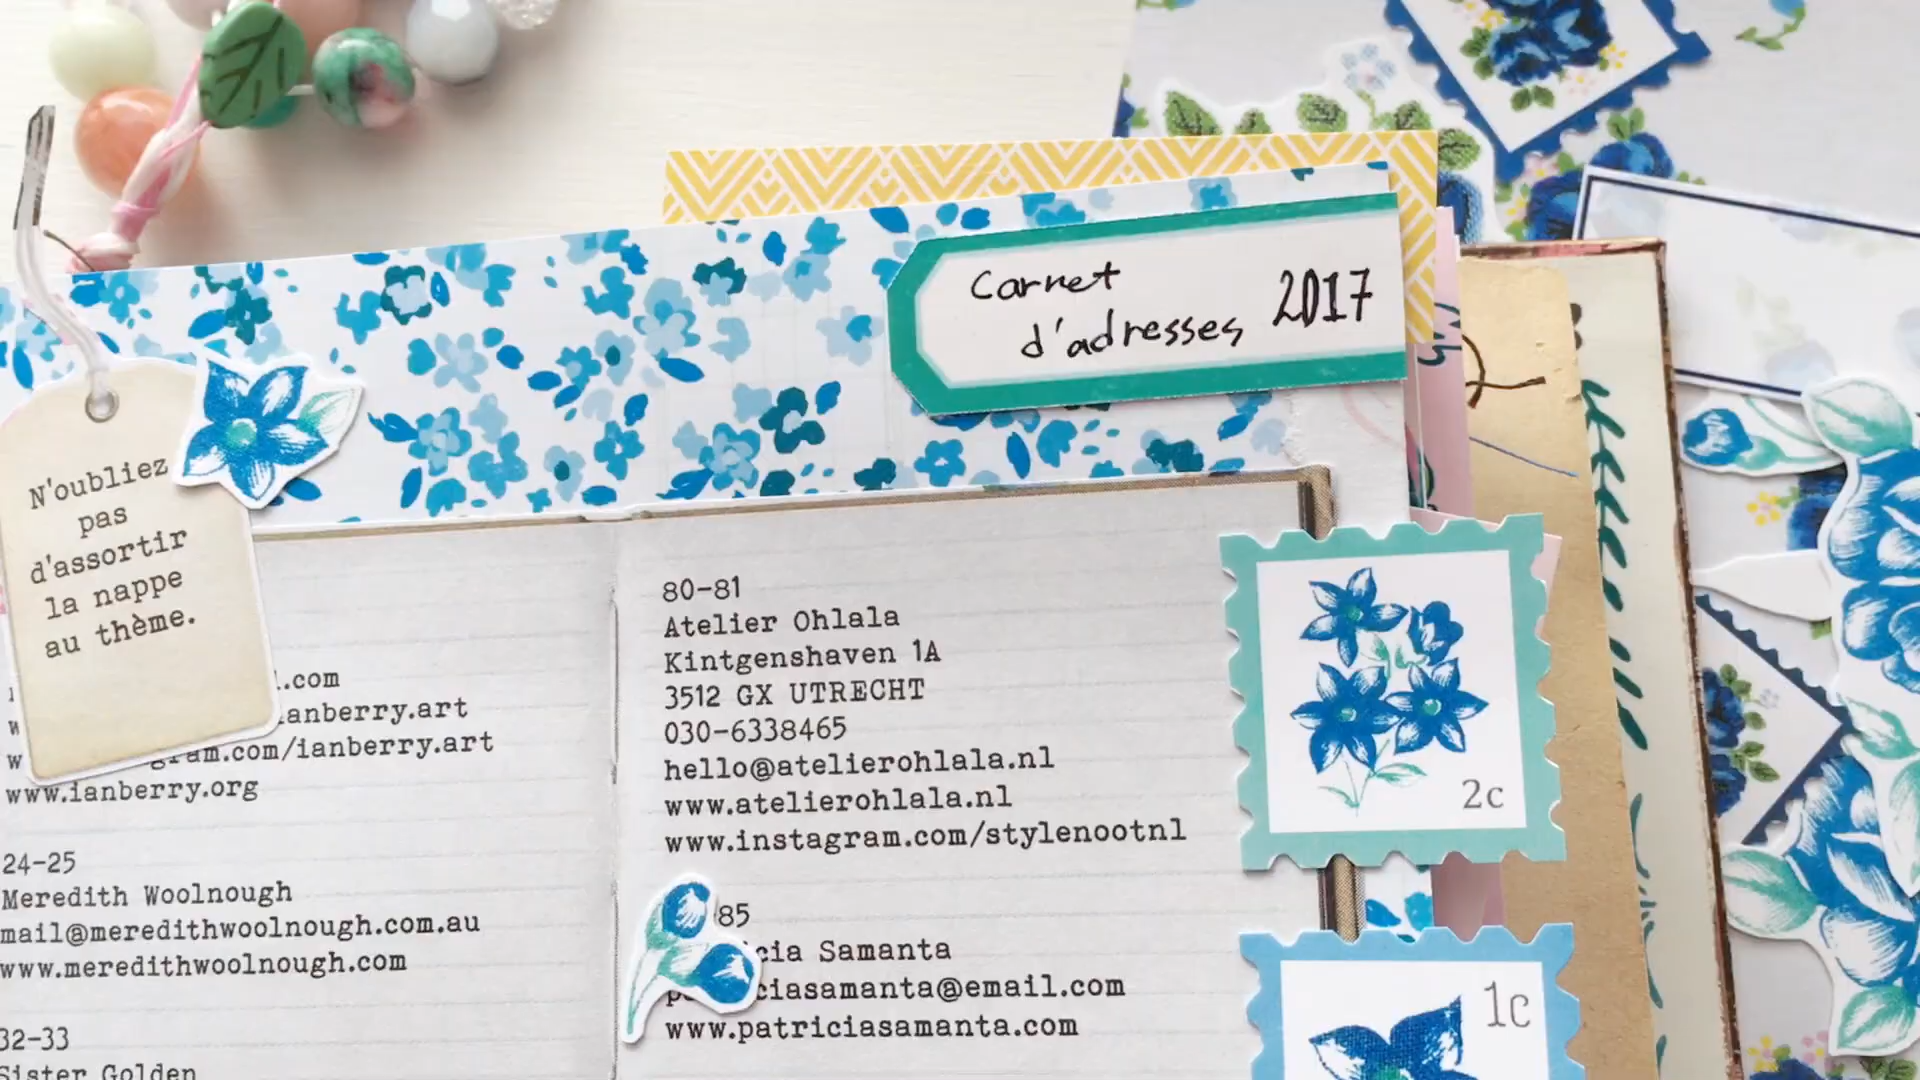 Carnet
d'adresses 2017
N'oubliez
pas
d'assortir
la nappe
au thème.
.com
ianberry.art
gram.com/ianberry.art
www.ianberry.org
24-25
Meredith Woolnough
mail@meredithwoolnough.com.au
www.meredithwoolnough.com
32-33
Sister Golden
80-81
Atelier Ohlala
Kintgenshaven 1A
3512 GX UTRECHT
030-6338465
hello@atelierohlala.nl
www.atelierohlala.nl
www.instagram.com/stylenootnl
85
cia Samanta
ciasamanta@email.com
www.patriciasamanta.com
2c
1c